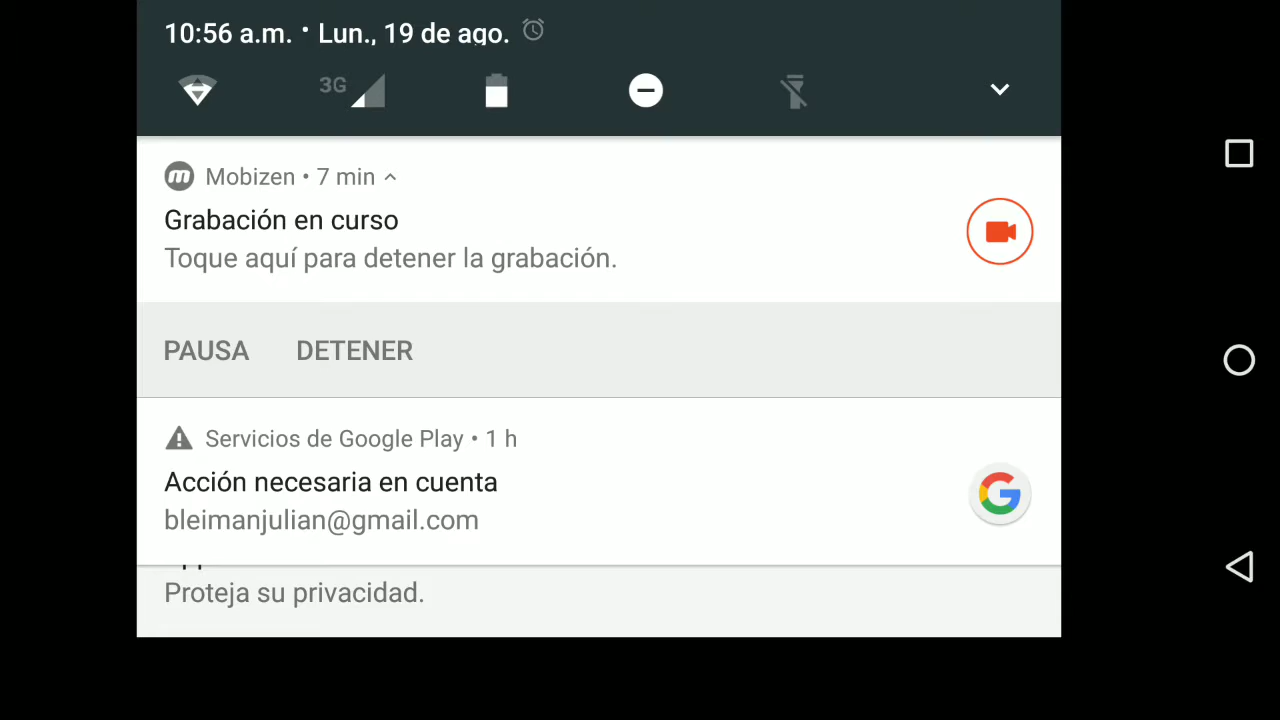 10:56 a.m. • Lun., 19 de ago.
3G
Mobizen • 7 min
Grabación en curso
Toque aquí para detener la grabación.
PAUSA DETENER
Servicios de Google Play • 1 h
Acción necesaria en cuenta
bleimanjulian@gmail.com
Proteja su privacidad.